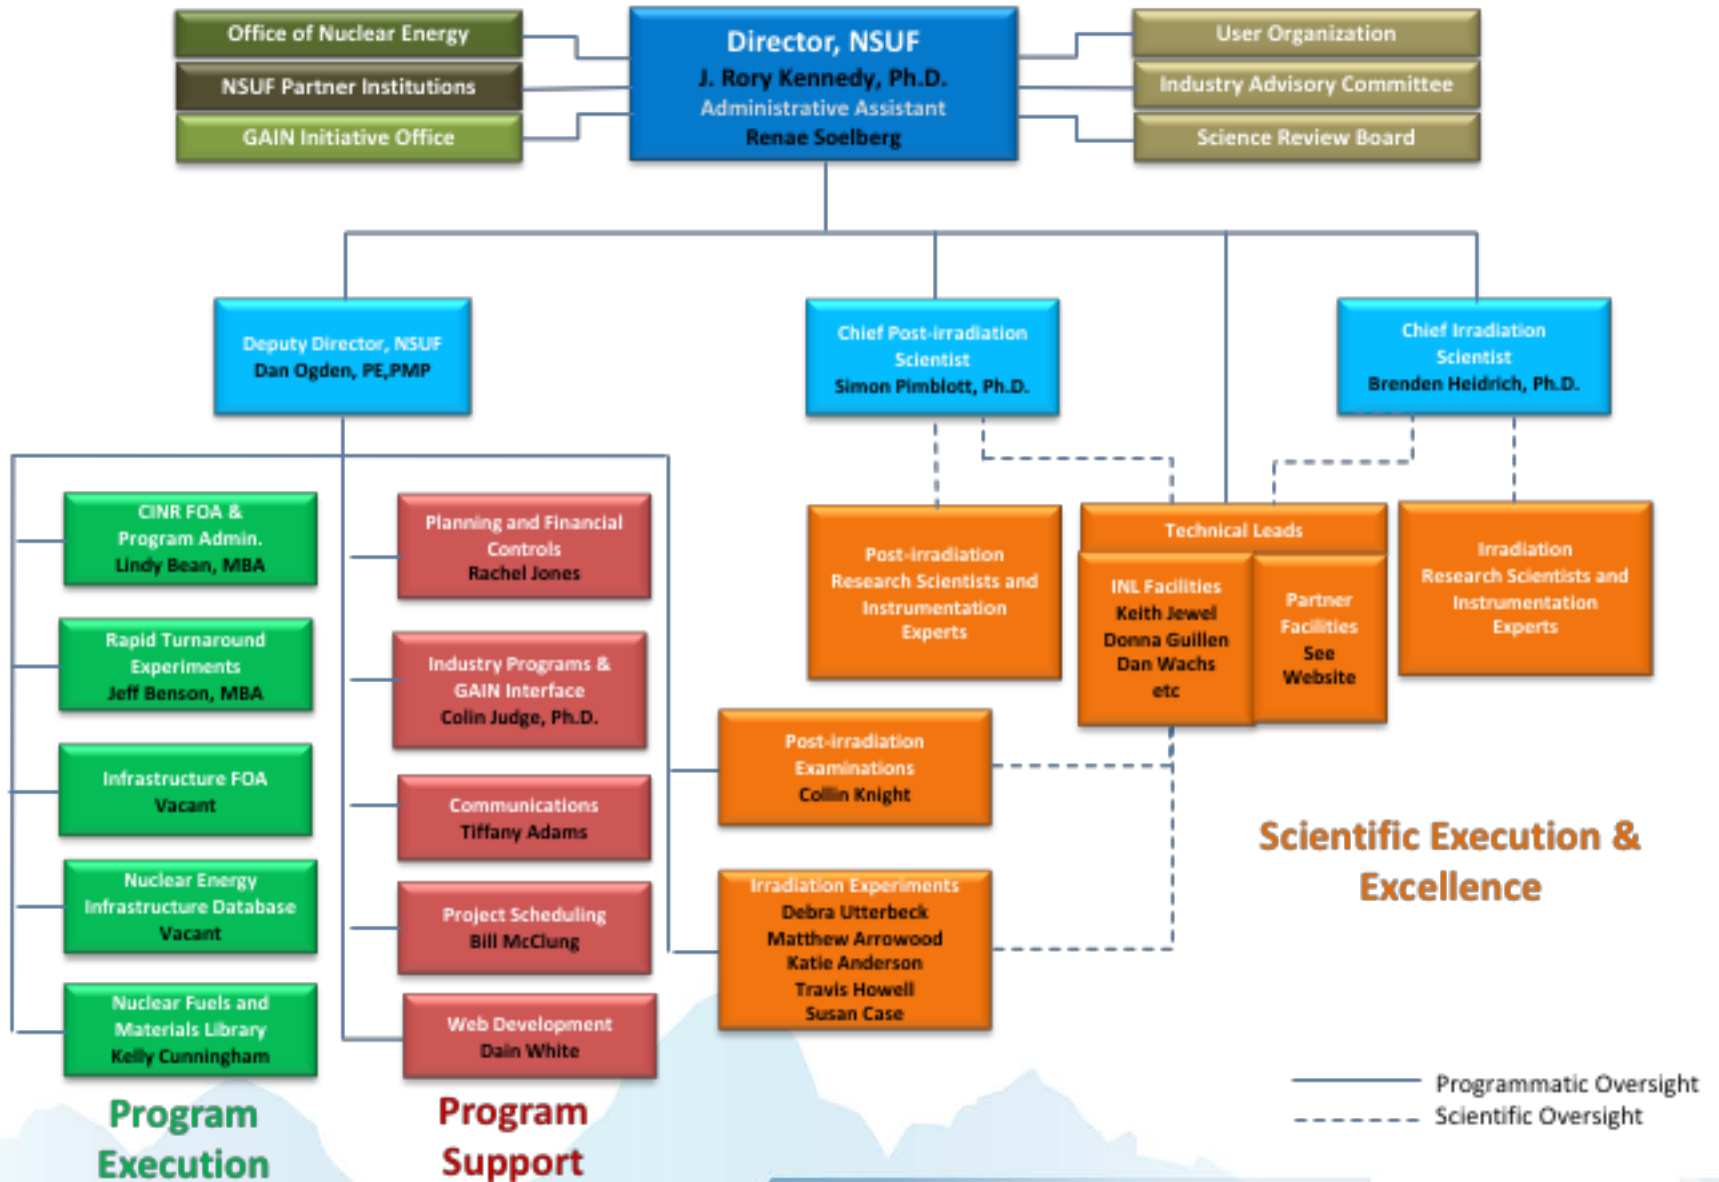 Office of Nuclear Energy
NSUF Partner Institutions
GAIN Initiative Office
Director, NSUF
J. Rory Kennedy, Ph.D.
Administrative Assistant
Renae Soelberg
User Organization
Industry Advisory Committee
Science Review Board
Deputy Director, NSUF
Dan Ogden, PE,PMP
Chief Post-irradiation
Scientist
Simon Pimblott, Ph.D.
Chief Irradiation
Scientist
Brenden Heidrich, Ph.D.
CINR FOA &
Program Admin.
Lindy Bean, MBA
Rapid Turnaround
Experiments
Jeff Benson, MBA
Infrastructure FOA
Vacant
Nuclear Energy
Infrastructure Database
Vacant
Nuclear Fuels and
Materials Library
Kelly Cunningham
Program
Execution
Planning and Financial
Controls
Rachel Jones
Industry Programs &
GAIN Interface
Colin Judge, Ph.D.
Communications
Tiffany Adams
Project Scheduling
Bill McClung
Web Development
Dain White
Program
Support
Post-irradiation
Research Scientists and
Instrumentation
Experts
Technical Leads
INL Facilities
Keith Jewel
Donna Guillen
Dan Wachs
etc
Partner
Facilities
See
Website
Irradiation
Research Scientists and
Instrumentation
Experts
Post-irradiation
Examinations
Collin Knight
Irradiation Experiments
Debra Utterbeck
Matthew Arrowood
Katie Anderson
Travis Howell
Susan Case
Scientific Execution &
Excellence
Programmatic Oversight
Scientific Oversight